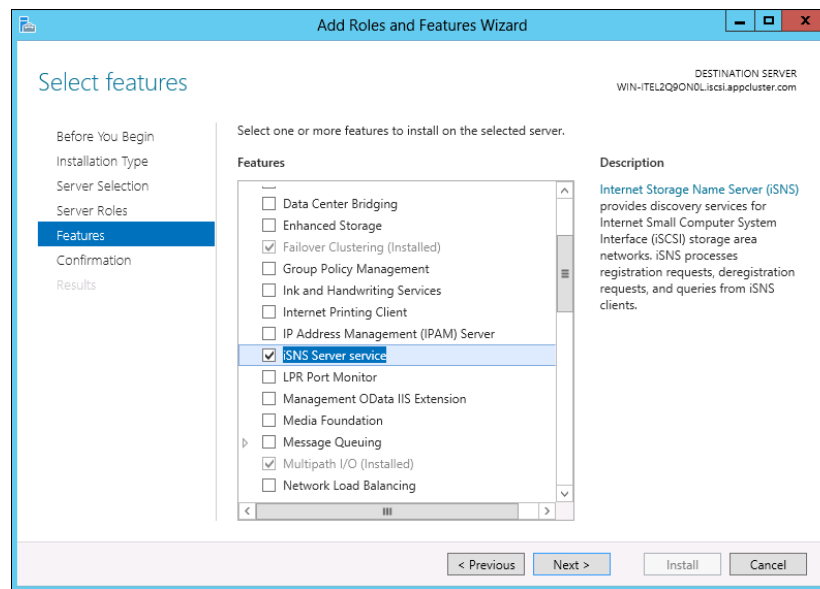 Add Roles and Features Wizard
Select features
DESTINATION SERVER
WIN-ITEL2Q9ON0L.iscsi.appcluster.com
Before You Begin
Installation Type
Server Selection
Server Roles
Features
Confirmation
Results
Select one or more features to install on the selected server.
Features
Data Center Bridging
Enhanced Storage
Failover Clustering (Installed)
Group Policy Management
Ink and Handwriting Services
Internet Printing Client
IP Address Management (IPAM) Server
iSNS Server service
LPR Port Monitor
Management OData IIS Extension
Media Foundation
Message Queuing
Multipath I/O (Installed)
Network Load Balancing
Description
Internet Storage Name Server (iSNS)
provides discovery services for
Internet Small Computer System
Interface (iSCSI) storage area
networks. iSNS processes
registration requests, deregistration
requests, and queries from iSNS
clients.
< Previous
Next >
Install
Cancel